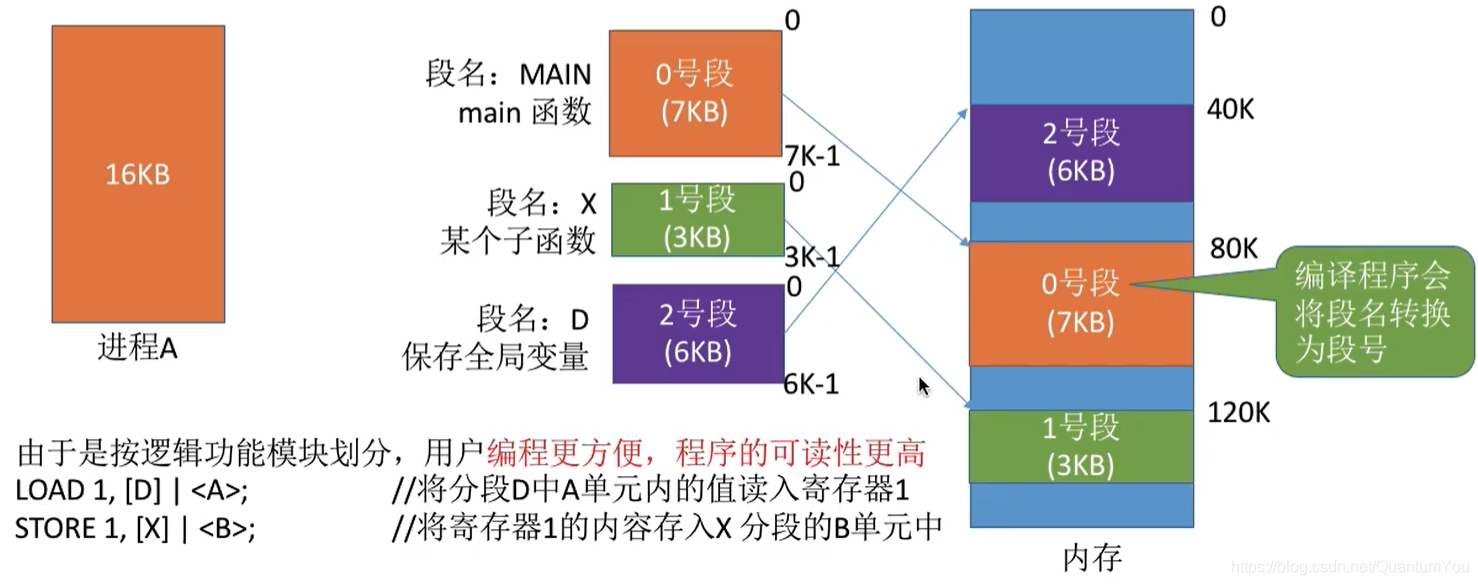 16KB
进程A
段名：MAIN
main 函数
0号段
(7KB)
0
7K-1
段名：X
某个子函数
1号段
(3KB)
0
3K-1
段名：D
保存全局变量
2号段
(6KB)
0
6K-1
0
40K
2号段
(6KB)
80K
0号段
(7KB)
120K
1号段
(3KB)
内存
编译程序会
将段名转换
为段号
由于是按逻辑功能模块划分，用户编程更方便，程序的可读性更高
LOAD 1, [D] | <A>; //将分段D中A单元内的值读入寄存器1
STORE 1, [X] | <B>; //将寄存器1的内容存入X 分段的B单元中
https://blog.csdn.net/QuantumYou